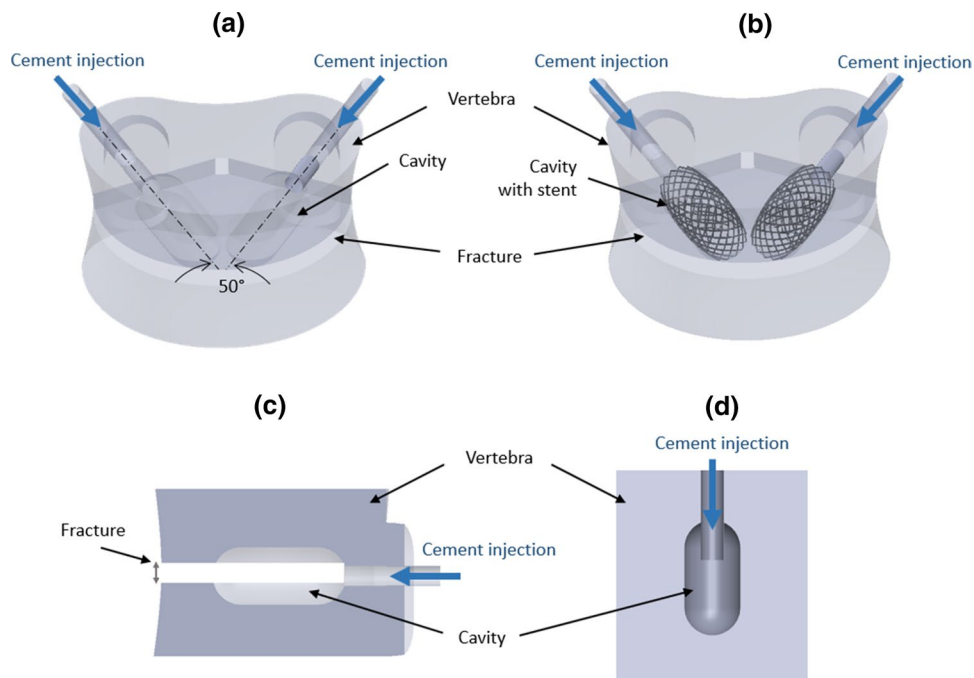 (a)
(b)
Cement injection
Cement injection
Cement injection
Cement injection
Vertebra
Cavity
Cavity
with stent
Fracture
50°
(c)
(d)
Cement injection
Vertebra
Fracture
Cement injection
Cavity